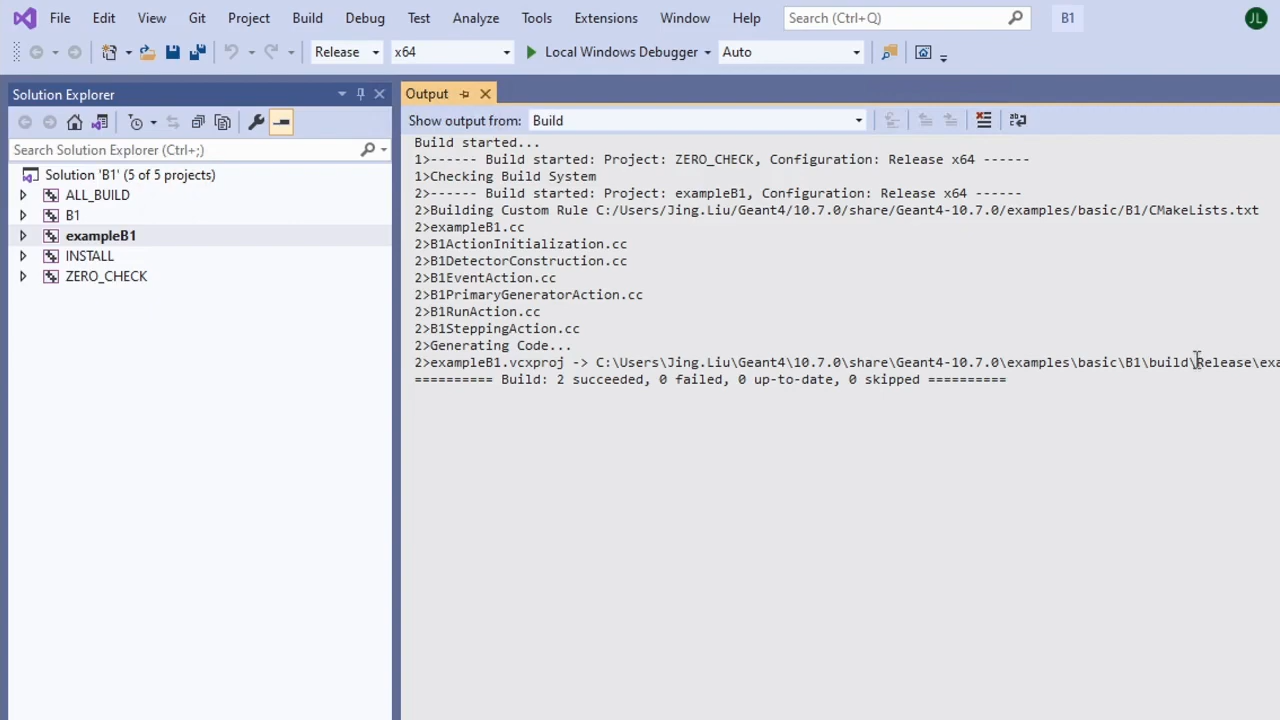 File Edit View Git Project Build Debug Test Analyze Tools Extensions Window Help Search (Ctrl+Q) B1 JL
Release x64 Local Windows Debugger Auto
Solution Explorer
Search Solution Explorer (Ctrl+;)
Solution 'B1' (5 of 5 projects)
ALL_BUILD
B1
exampleB1
INSTALL
ZERO_CHECK
Output
Show output from: Build
Build started...
1>------ Build started: Project: ZERO_CHECK, Configuration: Release x64 ------
1>Checking Build System
2>------ Build started: Project: exampleB1, Configuration: Release x64 ------
2>Building Custom Rule C:/Users/Jing.Liu/Geant4/10.7.0/share/Geant4-10.7.0/examples/basic/B1/CMakeLists.txt
2>exampleB1.cc
2>B1ActionInitialization.cc
2>B1DetectorConstruction.cc
2>B1EventAction.cc
2>B1PrimaryGeneratorAction.cc
2>B1RunAction.cc
2>B1SteppingAction.cc
2>Generating Code...
2>exampleB1.vcxproj -> C:\Users\Jing.Liu\Geant4\10.7.0\share\Geant4-10.7.0\examples\basic\B1\build\Release\exa
========== Build: 2 succeeded, 0 failed, 0 up-to-date, 0 skipped ==========